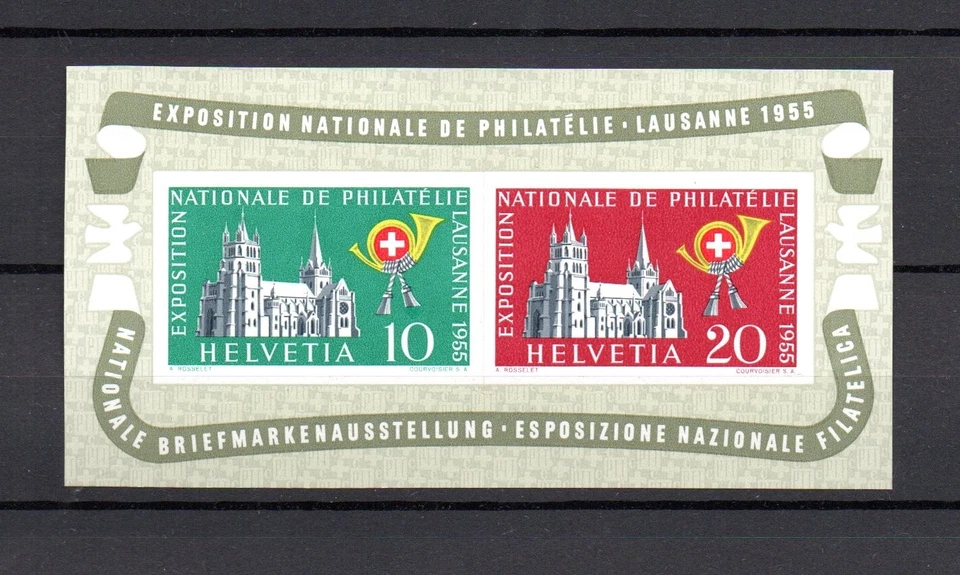 EXPOSITION NATIONALE DE PHILATÉLIE · LAUSANNE 1955
NATIONALE DE PHILATÉLIE
EXPOSITION
LAUSANNE 1955
HELVETIA 10
A. ROSSELET
COURVOISIER S.A.
NATIONALE DE PHILATÉLIE
EXPOSITION
LAUSANNE 1955
HELVETIA 20
A. ROSSELET
COURVOISIER S.A.
NATIONALE BRIEFMARKENAUSSTELLUNG · ESPOSIZIONE NAZIONALE FILATELICA